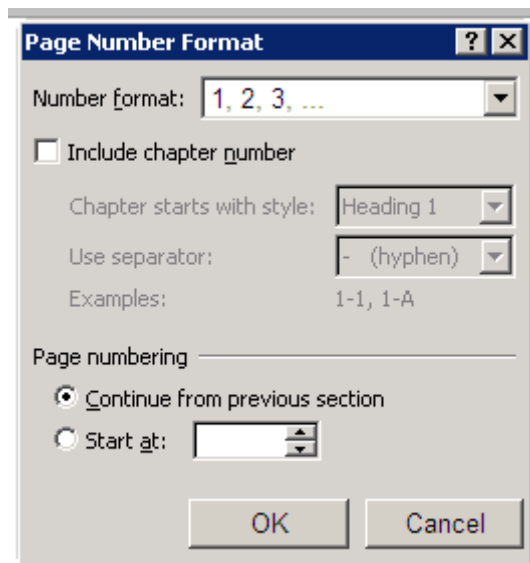 Page Number Format ? X
Number format: 1, 2, 3, ...
Include chapter number
Chapter starts with style: Heading 1
Use separator: - (hyphen)
Examples: 1-1, 1-A
Page numbering
Continue from previous section
Start at:
OK Cancel